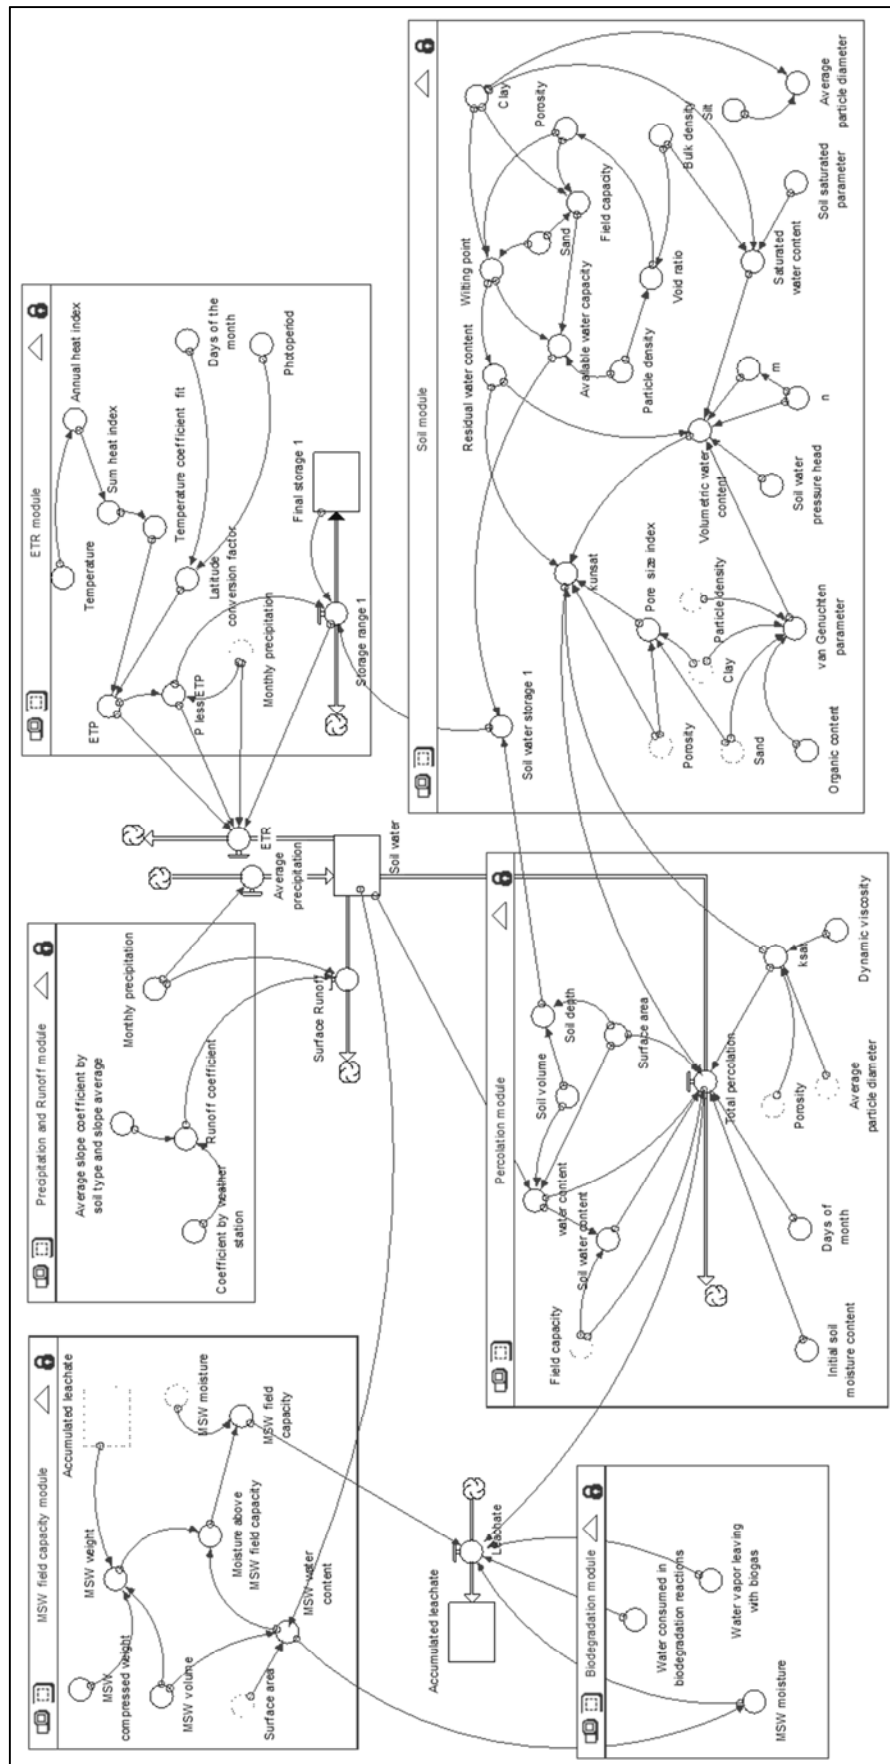 MSW field capacity module
Accumulated leachate
MSW weight
MSW
compressed weight
MSW volume
Surface area
MSW moisture
MSW field
capacity
Moisture above
MSW field capacity
MSW water
content
Precipitation and Runoff module
Average slope coefficient by
soil type and slope average
Monthly precipitation
Runoff coefficient
Coefficient by weather
station
Surface Runoff
Average
precipitation
ETR
Soil water
ETR module
Annual heat index
Temperature
Sum heat index
Temperature coefficient fit
Days of the
month
Photoperiod
Latitude
conversion factor
ETP
P less ETP
Monthly precipitation
Final storage 1
Storage range 1
Accumulated leachate
Leachate
Biodegradation module
Water consumed in
biodegradation reactions
Water vapor leaving
with biogas
MSW moisture
Percolation module
Soil volume
Soil depth
Surface area
water content
Soil water content
Field capacity
Total percolation
ksat
Dynamic viscosity
Porosity
Average
particle diameter
Days of
month
Initial soil
moisture content
Soil module
Clay
Porosity
Wilting point
Sand
Field capacity
Bulk density
Silt
Average
particle diameter
Residual water content
Available water capacity
Void ratio
Particle density
Soil saturated
parameter
Saturated
water content
m
n
Volumetric water
content
Soil water
pressure head
kunsat
Pore size index
Particle density
Clay
van Genuchten
parameter
Porosity
Sand
Organic content
Soil water storage 1